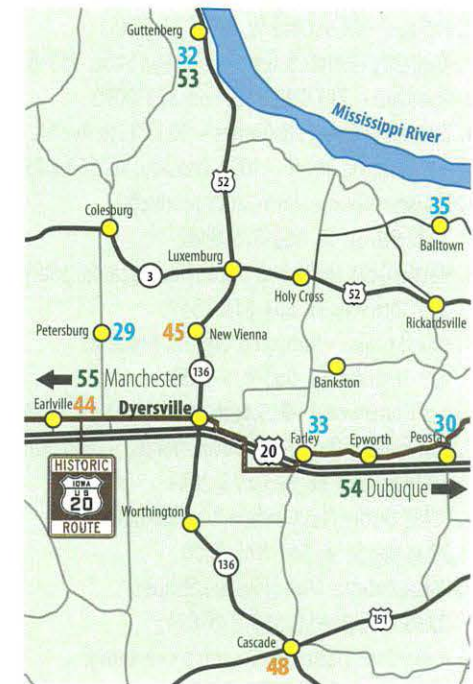 Guttenberg
32
53
Mississippi River
52
35
Colesburg
Balltown
Luxemburg
3
Holy Cross
52
Rickardsville
Petersburg 29
45 New Vienna
136
55 Manchester
Bankston
Earlville 44
Dyersville
33
30
20
Farley
Epworth
Peosta
HISTORIC
IOWA
US
20
ROUTE
54 Dubuque
Worthington
136
151
Cascade
48